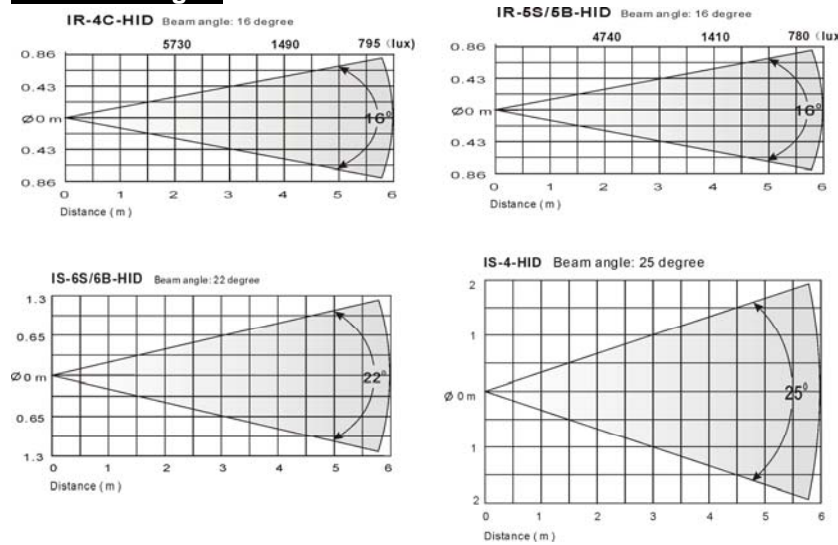 IR-4C-HID Beam angle: 16 degree
5730 1490 795 (lux)
0.86
0.43
Ø 0 m
0.43
0.86
16°
0 1 2 3 4 5 6
Distance ( m )
IR-5S/5B-HID Beam angle: 16 degree
4740 1410 780 (lux)
0.86
0.43
Ø 0 m
0.43
0.86
16°
0 1 2 3 4 5 6
Distance ( m )
IS-6S/6B-HID Beam angle: 22 degree
1.3
0.65
Ø 0 m
0.65
1.3
22°
0 1 2 3 4 5 6
Distance ( m )
IS-4-HID Beam angle: 25 degree
2
1
Ø 0 m
1
2
25°
0 1 2 3 4 5 6
Distance ( m )